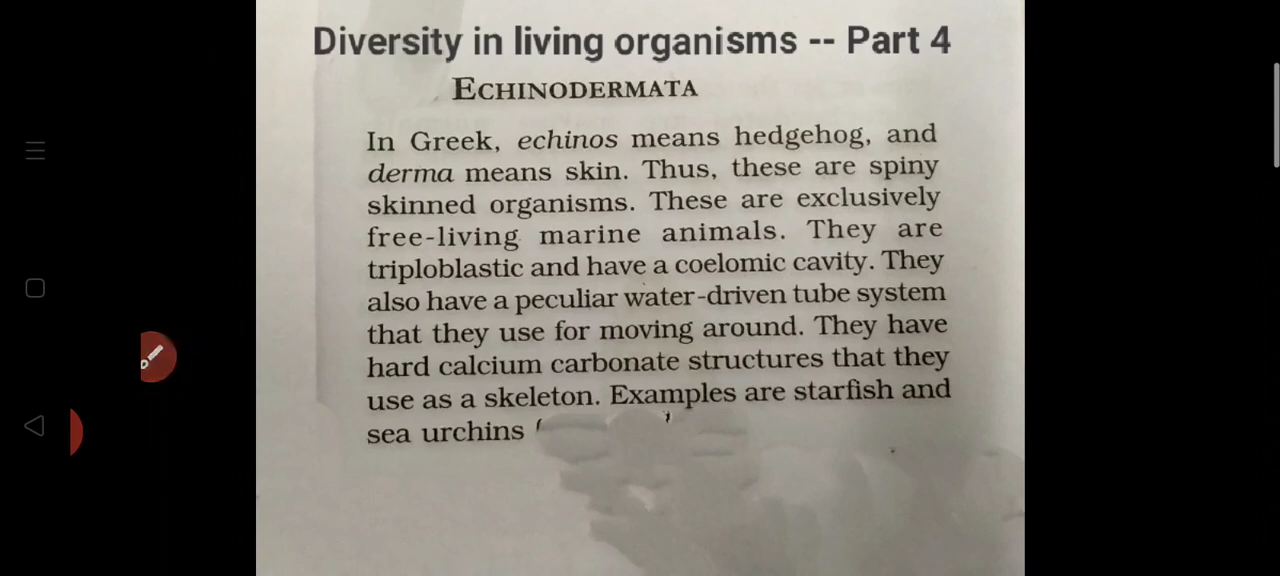 Diversity in living organisms -- Part 4
ECHINODERMATA
In Greek, echinos means hedgehog, and
derma means skin. Thus, these are spiny
skinned organisms. These are exclusively
free-living marine animals. They are
triploblastic and have a coelomic cavity. They
also have a peculiar water-driven tube system
that they use for moving around. They have
hard calcium carbonate structures that they
use as a skeleton. Examples are starfish and
sea urchins (